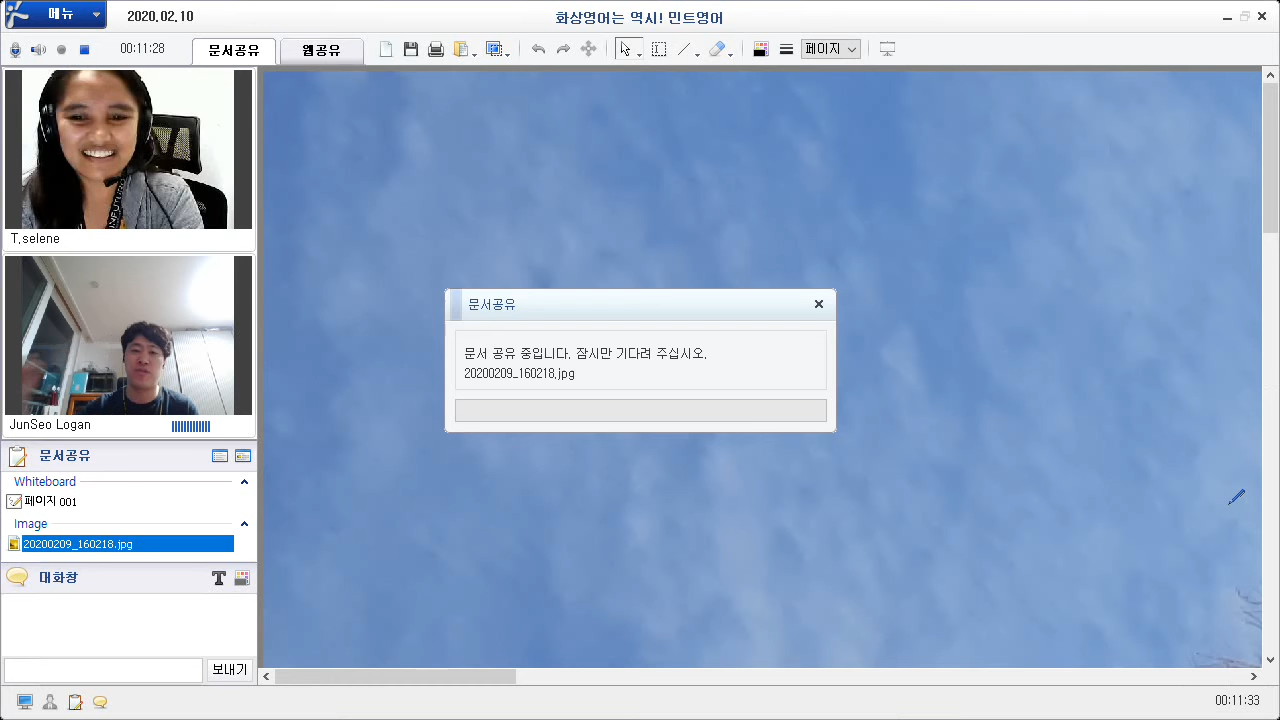 메뉴
2020.02.10
화상영어는 역시! 민트영어
00:11:28
문서공유
웹공유
페이지
T.selene
JunSeo Logan
문서공유
문서 공유 중입니다. 잠시만 기다려 주십시오.
20200209_160218.jpg
문서공유
Whiteboard
페이지 001
Image
20200209_160218.jpg
대화창
T
보내기
00:11:33